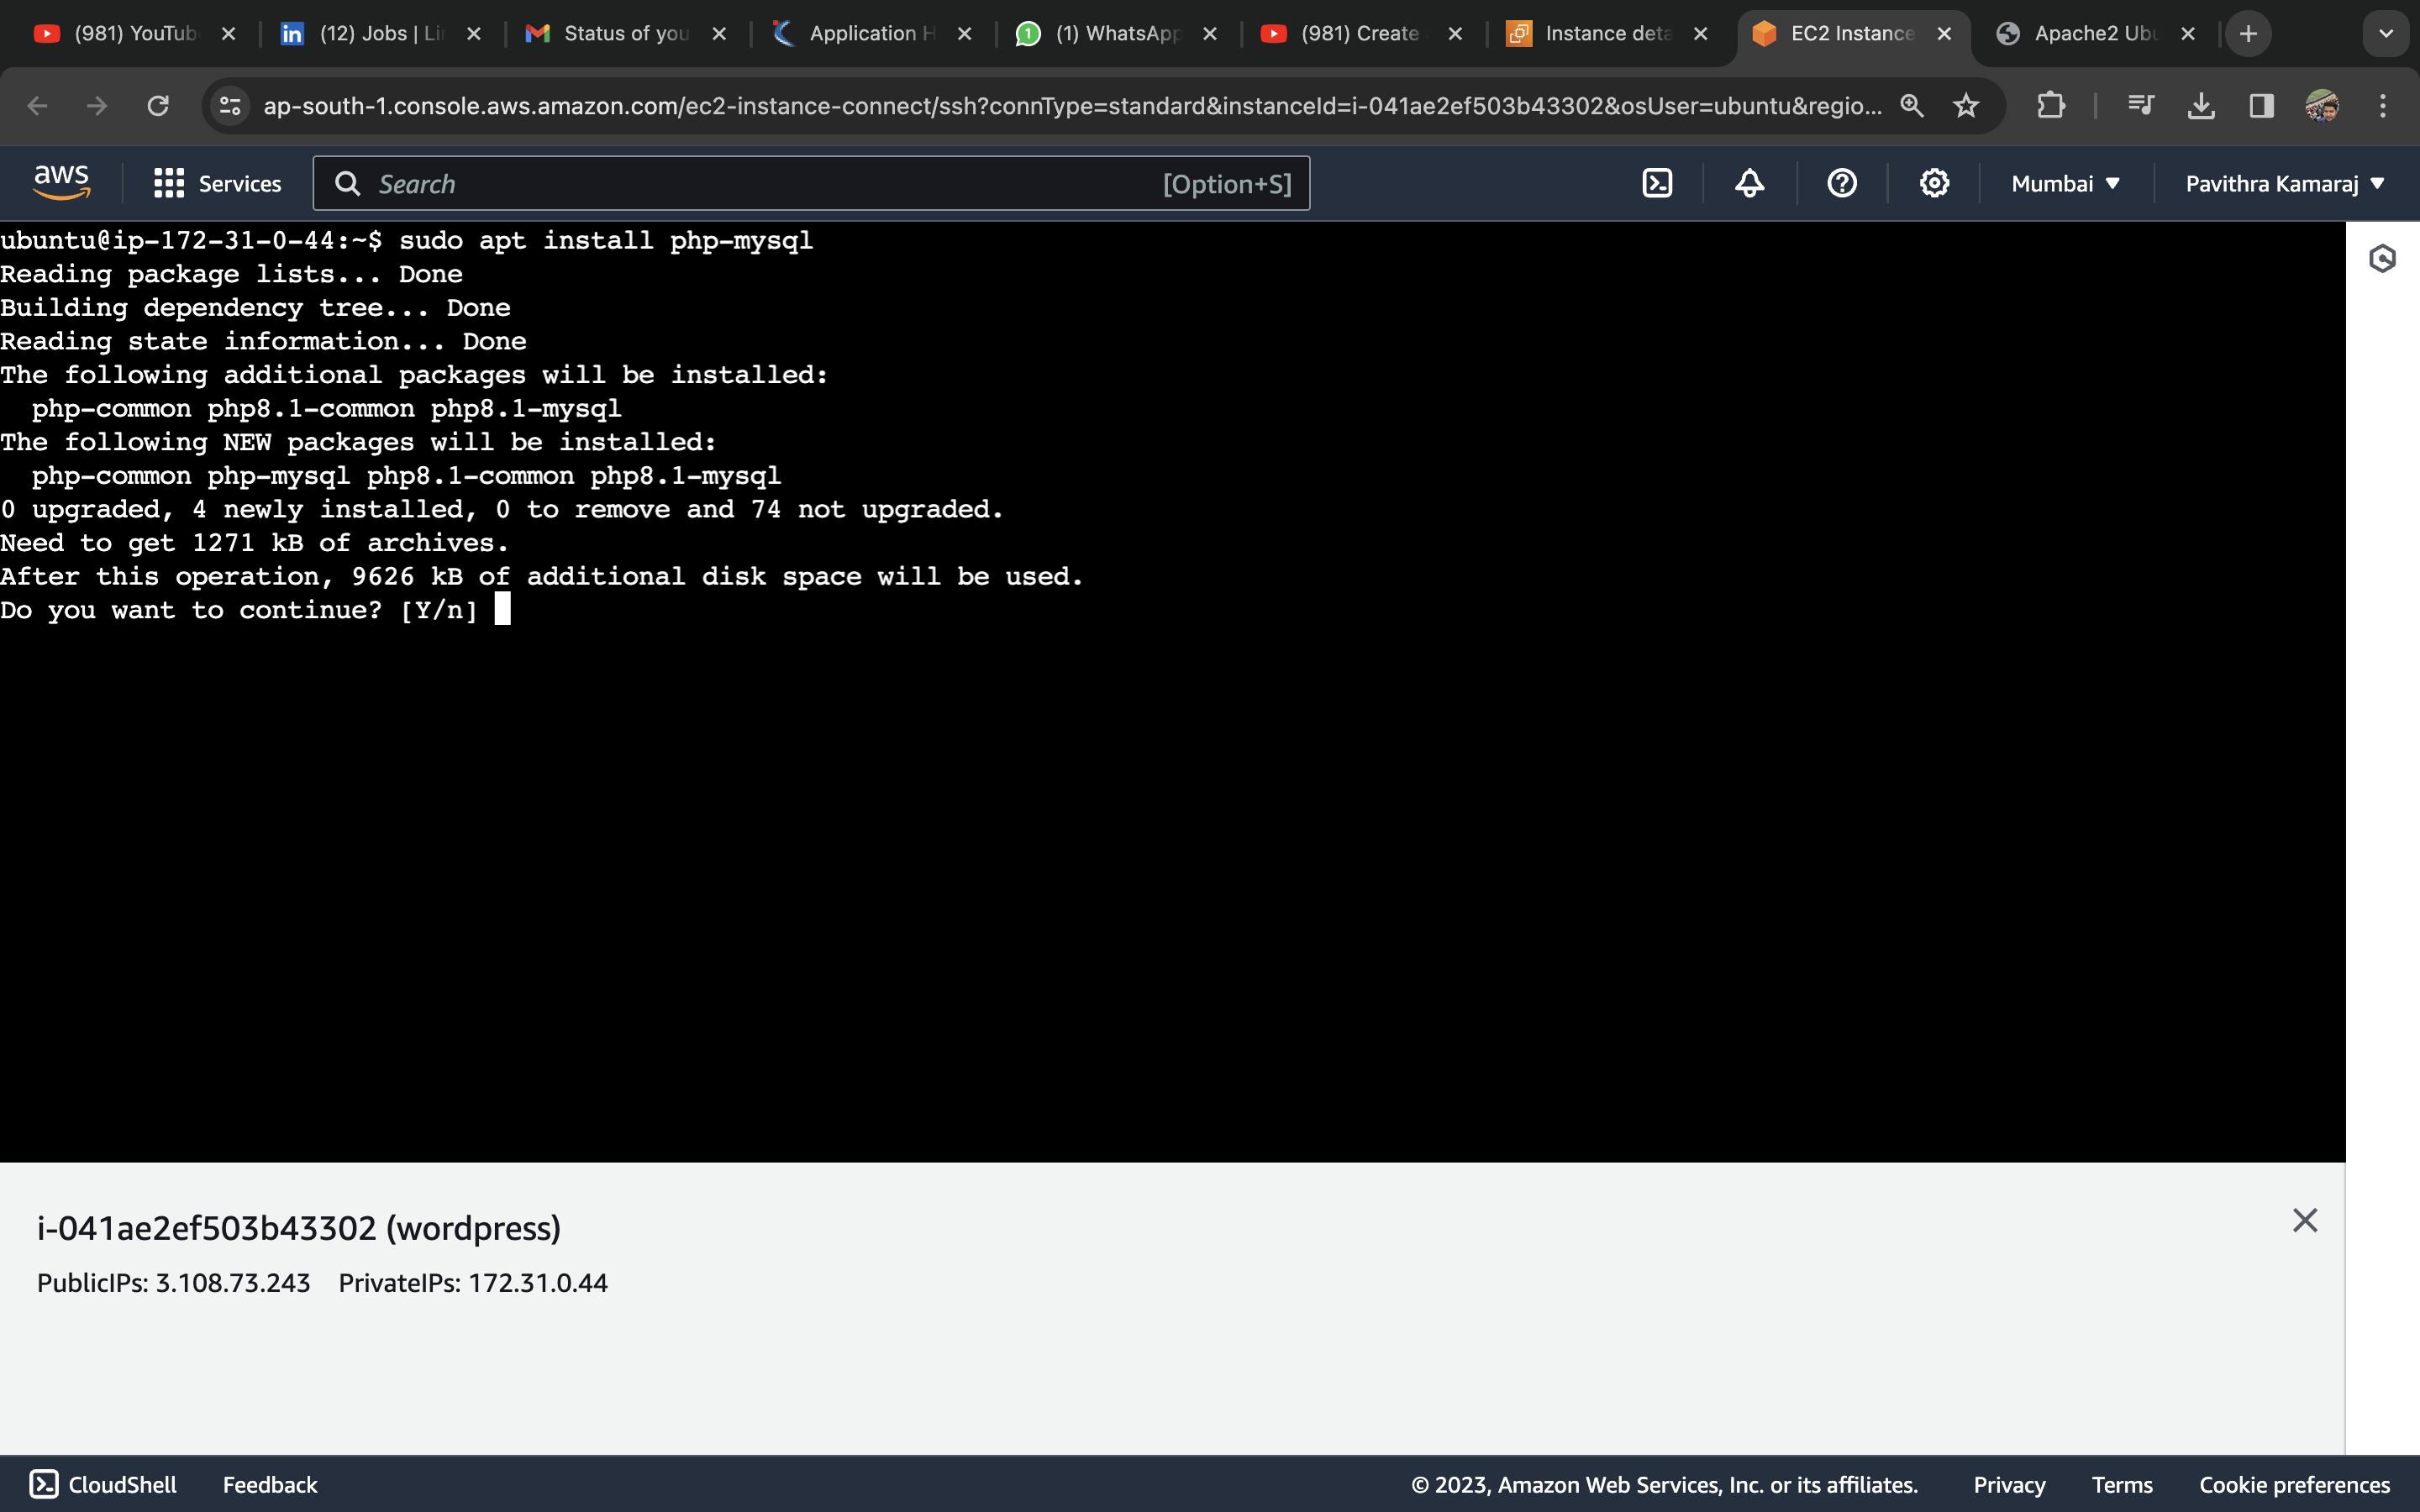 (981) YouTub
(12) Jobs | Li
Status of you
Application H
1
(1) WhatsApp
(981) Create
Instance deta
EC2 Instance
Apache2 Ubu
ap-south-1.console.aws.amazon.com/ec2-instance-connect/ssh?connType=standard&instanceId=i-041ae2ef503b43302&osUser=ubuntu&regio...
aws
Services
Search
[Option+S]
Mumbai
Pavithra Kamaraj
ubuntu@ip-172-31-0-44:~$ sudo apt install php-mysql
Reading package lists... Done
Building dependency tree... Done
Reading state information... Done
The following additional packages will be installed:
  php-common php8.1-common php8.1-mysql
The following NEW packages will be installed:
  php-common php-mysql php8.1-common php8.1-mysql
0 upgraded, 4 newly installed, 0 to remove and 74 not upgraded.
Need to get 1271 kB of archives.
After this operation, 9626 kB of additional disk space will be used.
Do you want to continue? [Y/n]
i-041ae2ef503b43302 (wordpress)
PublicIPs: 3.108.73.243 PrivateIPs: 172.31.0.44
CloudShell
Feedback
© 2023, Amazon Web Services, Inc. or its affiliates.
Privacy
Terms
Cookie preferences